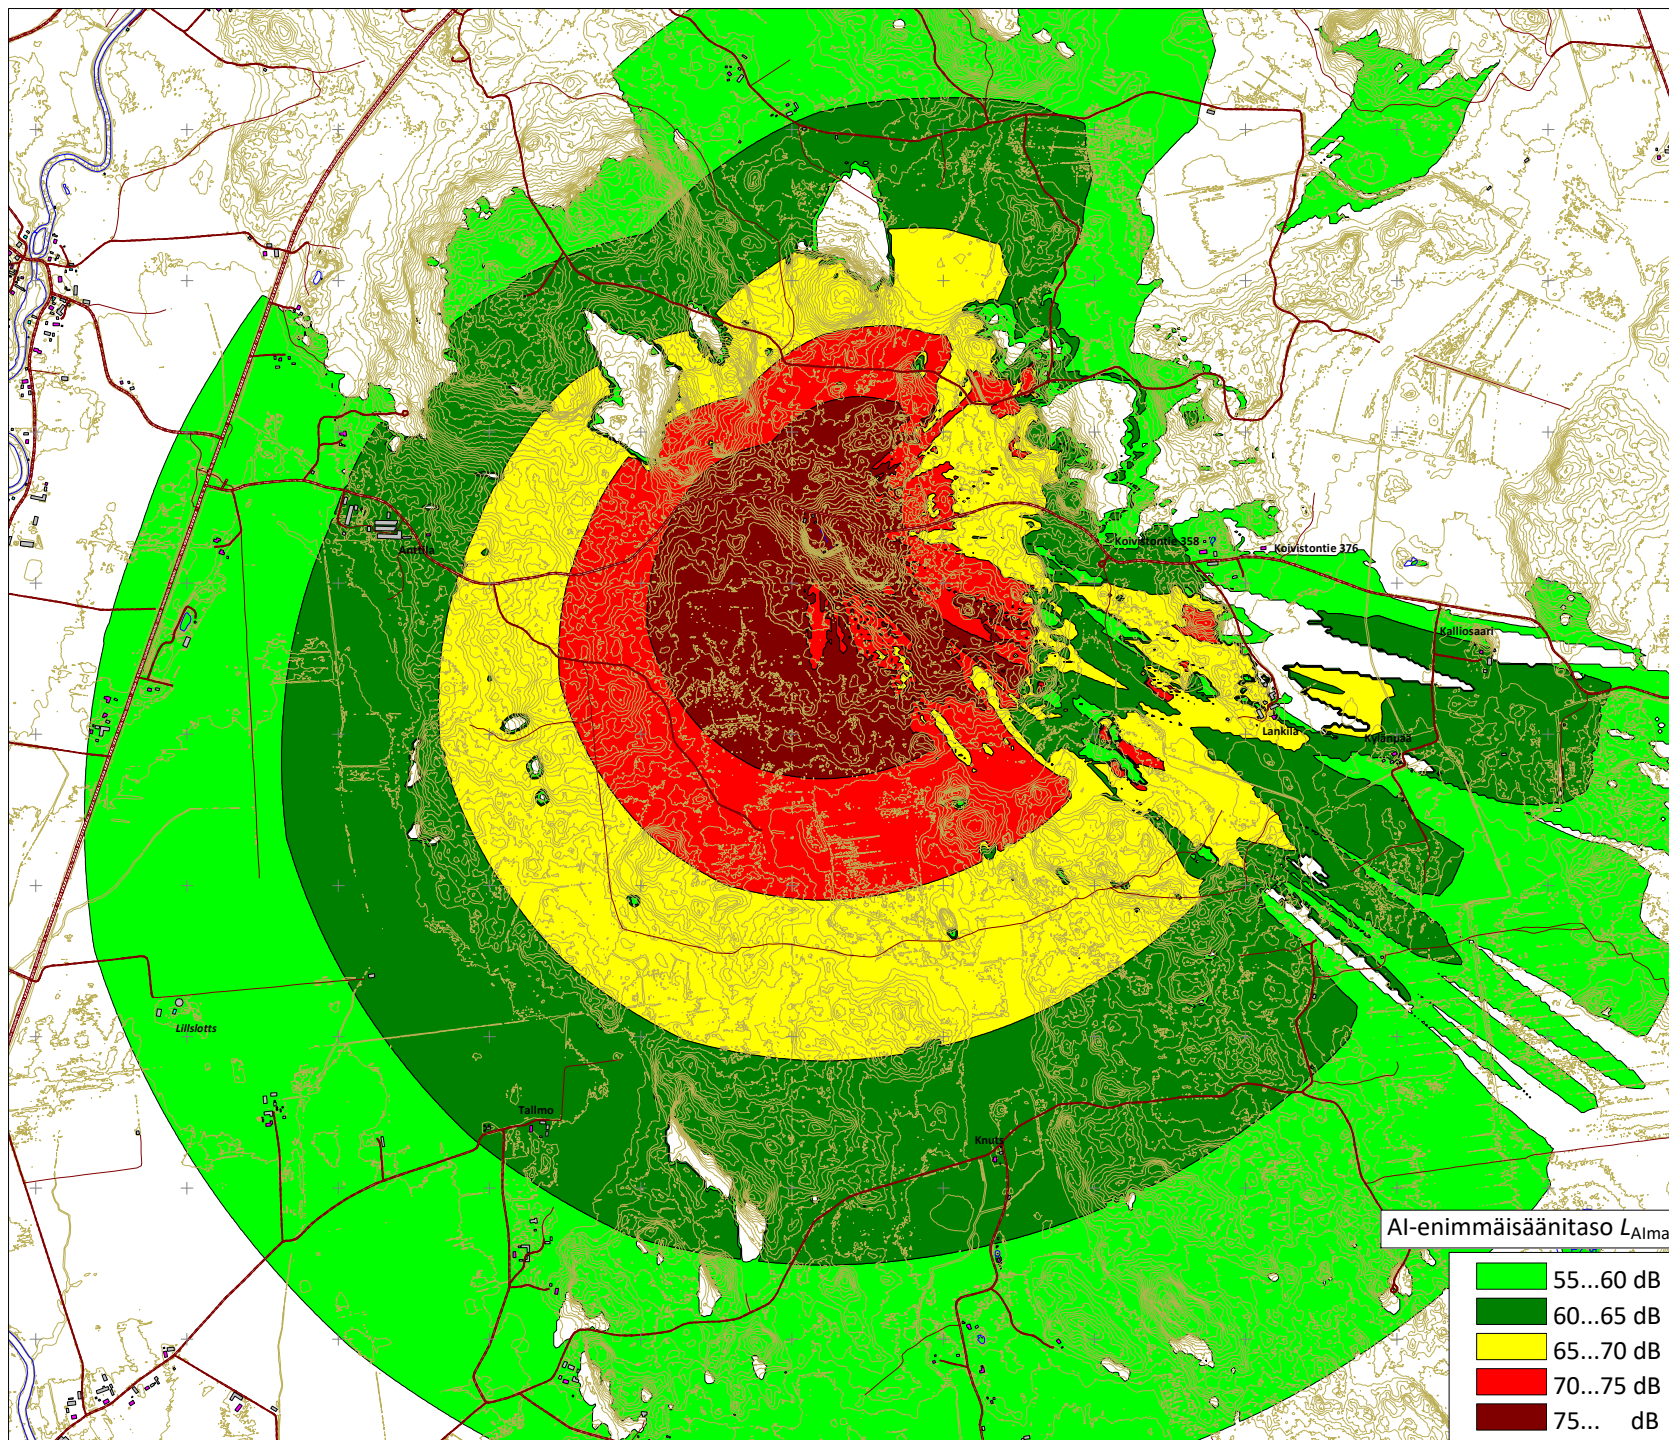 Anttila
Koivistontie 358
Koivistontie 376
Kalliosaari
Lankila
Kylänpää
Lillslotts
Tallmo
Knuts
AI-enimmäisäänitaso LAIma
55...60 dB
60...65 dB
65...70 dB
70...75 dB
75... dB